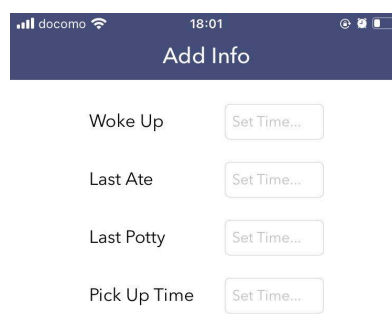 docomo 18:01
Add Info
Woke Up Set Time...
Last Ate Set Time...
Last Potty Set Time...
Pick Up Time Set Time...